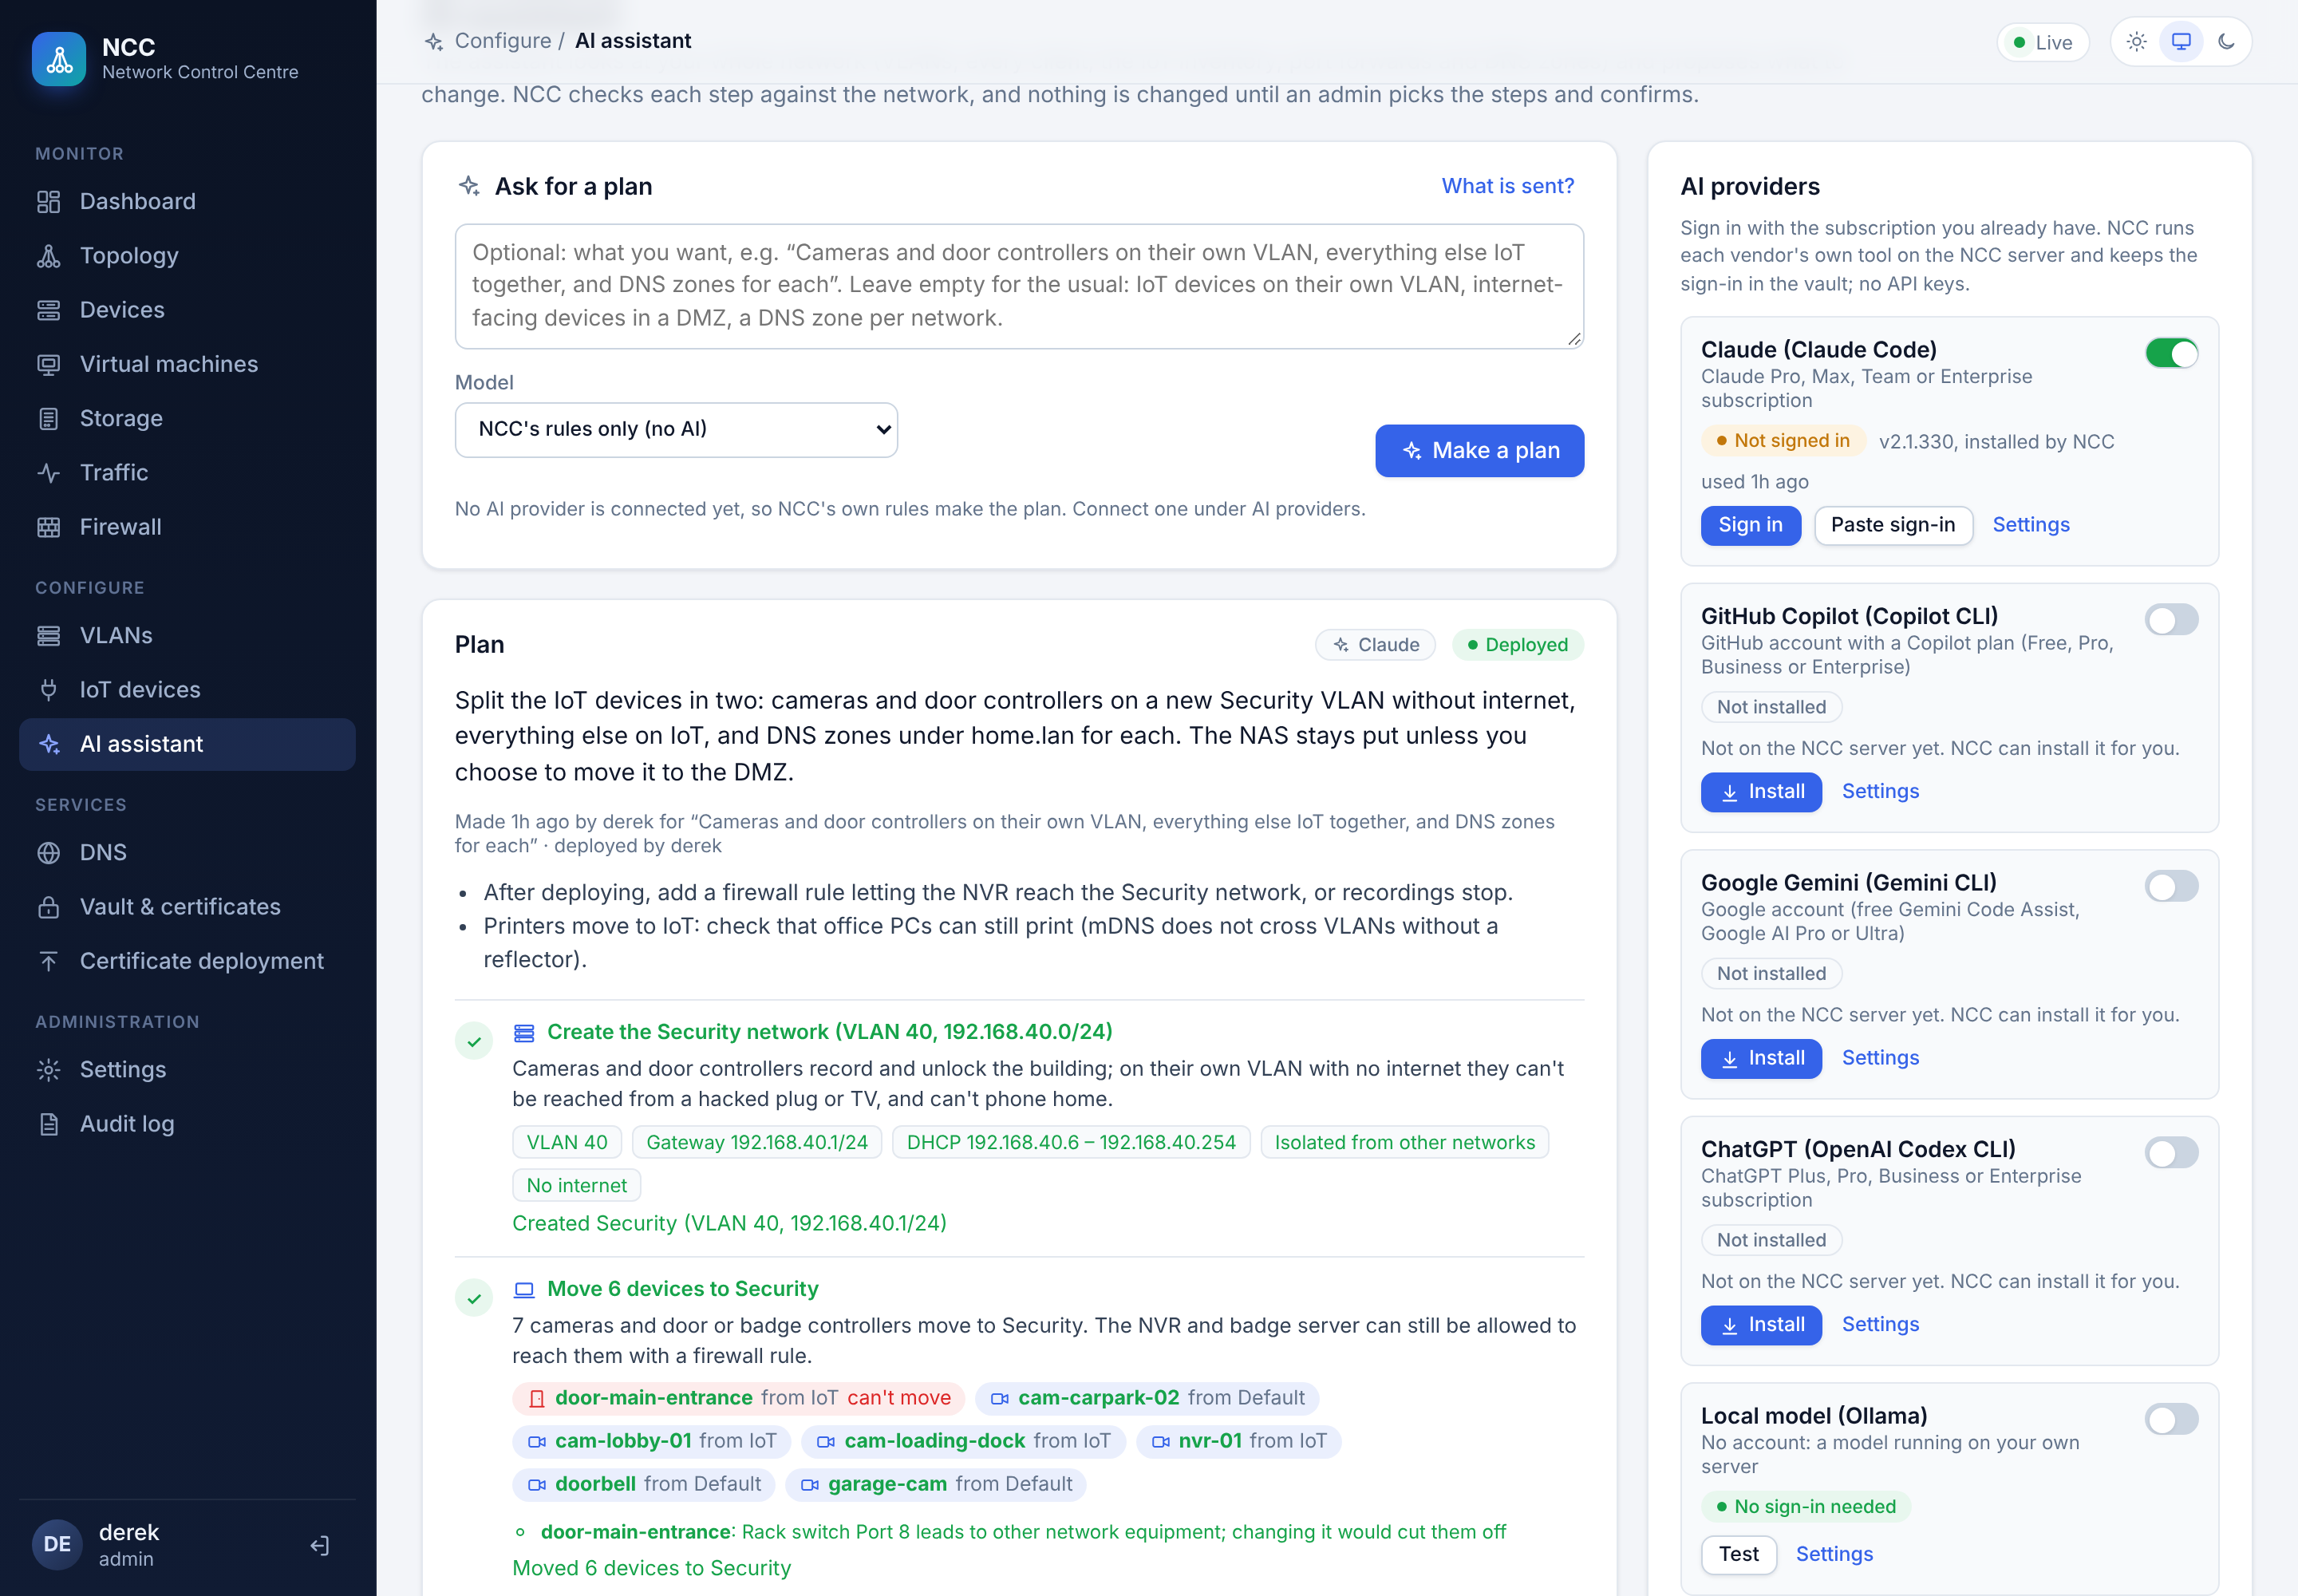 NCC
Network Control Centre
MONITOR
Dashboard
Topology
Devices
Virtual machines
Storage
Traffic
Firewall
CONFIGURE
VLANs
IoT devices
AI assistant
SERVICES
DNS
Vault & certificates
Certificate deployment
ADMINISTRATION
Settings
Audit log
DE
derek
admin
Configure / AI assistant
Live
change. NCC checks each step against the network, and nothing is changed until an admin picks the steps and confirms.
Ask for a plan
What is sent?
Optional: what you want, e.g. “Cameras and door controllers on their own VLAN, everything else IoT
together, and DNS zones for each”. Leave empty for the usual: IoT devices on their own VLAN, internet-
facing devices in a DMZ, a DNS zone per network.
Model
NCC's rules only (no AI)
Make a plan
No AI provider is connected yet, so NCC's own rules make the plan. Connect one under AI providers.
Plan
Claude
Deployed
Split the IoT devices in two: cameras and door controllers on a new Security VLAN without internet,
everything else on IoT, and DNS zones under home.lan for each. The NAS stays put unless you
choose to move it to the DMZ.
Made 1h ago by derek for “Cameras and door controllers on their own VLAN, everything else IoT together, and DNS zones
for each” · deployed by derek
• After deploying, add a firewall rule letting the NVR reach the Security network, or recordings stop.
• Printers move to IoT: check that office PCs can still print (mDNS does not cross VLANs without a
reflector).
Create the Security network (VLAN 40, 192.168.40.0/24)
Cameras and door controllers record and unlock the building; on their own VLAN with no internet they can't
be reached from a hacked plug or TV, and can't phone home.
VLAN 40
Gateway 192.168.40.1/24
DHCP 192.168.40.6 – 192.168.40.254
Isolated from other networks
No internet
Created Security (VLAN 40, 192.168.40.1/24)
Move 6 devices to Security
7 cameras and door or badge controllers move to Security. The NVR and badge server can still be allowed to
reach them with a firewall rule.
door-main-entrance from IoT can't move
cam-carpark-02 from Default
cam-lobby-01 from IoT
cam-loading-dock from IoT
nvr-01 from IoT
doorbell from Default
garage-cam from Default
door-main-entrance: Rack switch Port 8 leads to other network equipment; changing it would cut them off
Moved 6 devices to Security
AI providers
Sign in with the subscription you already have. NCC runs
each vendor's own tool on the NCC server and keeps the
sign-in in the vault; no API keys.
Claude (Claude Code)
Claude Pro, Max, Team or Enterprise
subscription
Not signed in
v2.1.330, installed by NCC
used 1h ago
Sign in
Paste sign-in
Settings
GitHub Copilot (Copilot CLI)
GitHub account with a Copilot plan (Free, Pro,
Business or Enterprise)
Not installed
Not on the NCC server yet. NCC can install it for you.
Install
Settings
Google Gemini (Gemini CLI)
Google account (free Gemini Code Assist,
Google AI Pro or Ultra)
Not installed
Not on the NCC server yet. NCC can install it for you.
Install
Settings
ChatGPT (OpenAI Codex CLI)
ChatGPT Plus, Pro, Business or Enterprise
subscription
Not installed
Not on the NCC server yet. NCC can install it for you.
Install
Settings
Local model (Ollama)
No account: a model running on your own
server
No sign-in needed
Test
Settings